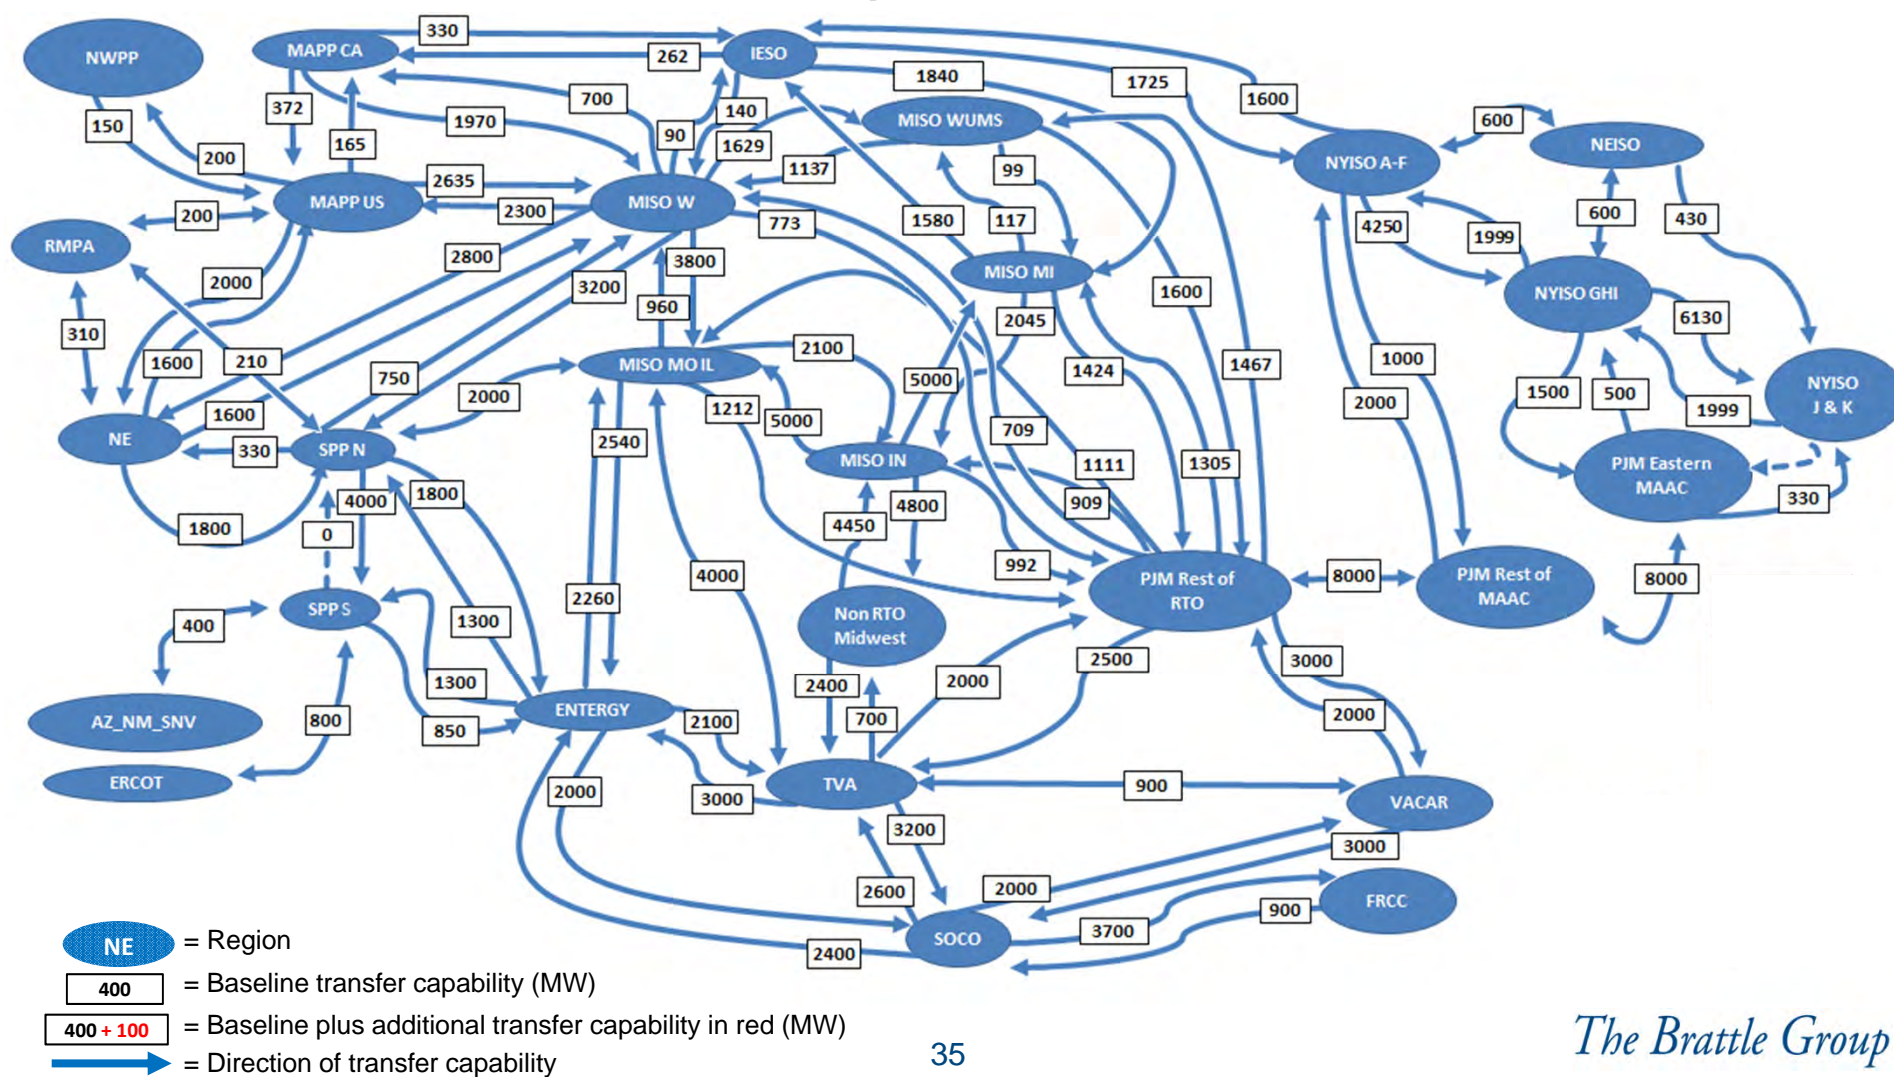 330
NWPP
MAPP CA
IESO
262
1840
1725
1600
700
372
140
150
1970
90
MISO WUMS
600
NEISO
165
1629
NYISO A-F
200
1137
99
2635
MAPP US
2300
MISO W
773
1580
117
4250
1999
600
430
200
RMPA
2800
3800
MISO MI
2000
3200
1600
NYISO GHI
960
2045
6130
310
1600
210
MISO MO IL
2100
1467
1000
750
5000
1424
1500
500
NYISO
J & K
1600
2000
1212
5000
2000
1999
NE
330
SPP N
2540
709
MISO IN
1111
1305
PJM Eastern
MAAC
1800
4000
1800
4450
4800
909
330
0
992
4000
PJM Rest of
RTO
8000
PJM Rest of
MAAC
8000
SPP S
2260
400
1300
Non RTO
Midwest
2500
3000
1300
2400
2000
AZ_NM_SNV
800
850
ENTERGY
2100
700
2000
ERCOT
2000
3000
TVA
900
VACAR
3200
3000
2600
2000
FRCC
900
3700
SOCO
2400
NE = Region
400 = Baseline transfer capability (MW)
400 + 100 = Baseline plus additional transfer capability in red (MW)
= Direction of transfer capability
35
The Brattle Group